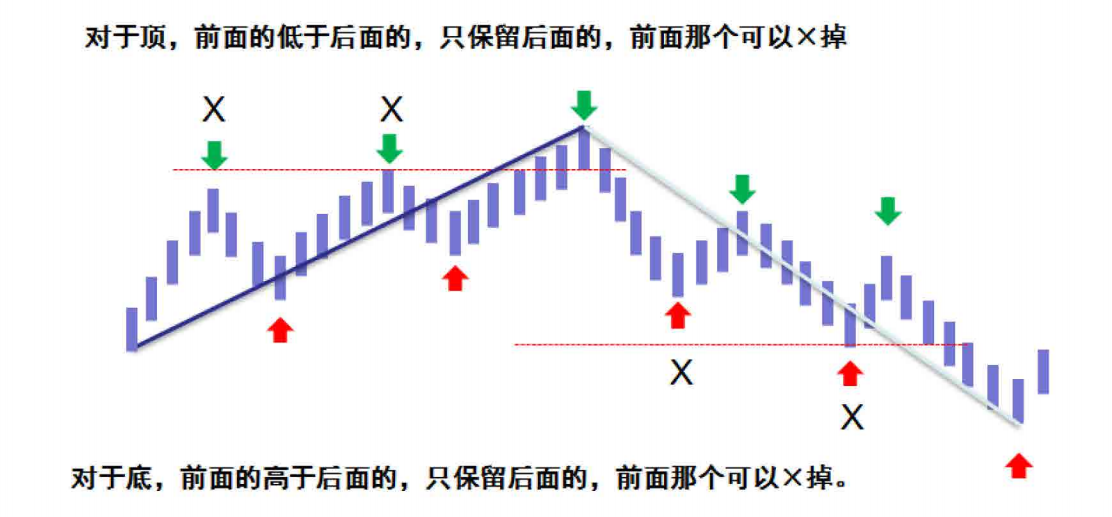 对于顶，前面的低于后面的，只保留后面的，前面那个可以×掉
X X
X
X
对于底，前面的高于后面的，只保留后面的，前面那个可以×掉。